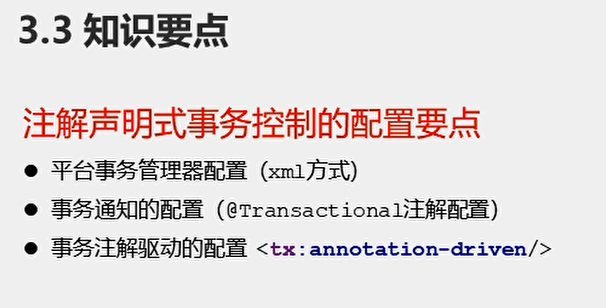 3.3 知识要点
注解声明式事务控制的配置要点
● 平台事务管理器配置（xml方式）
● 事务通知的配置（@Transactional注解配置）
● 事务注解驱动的配置 <tx:annotation-driven/>